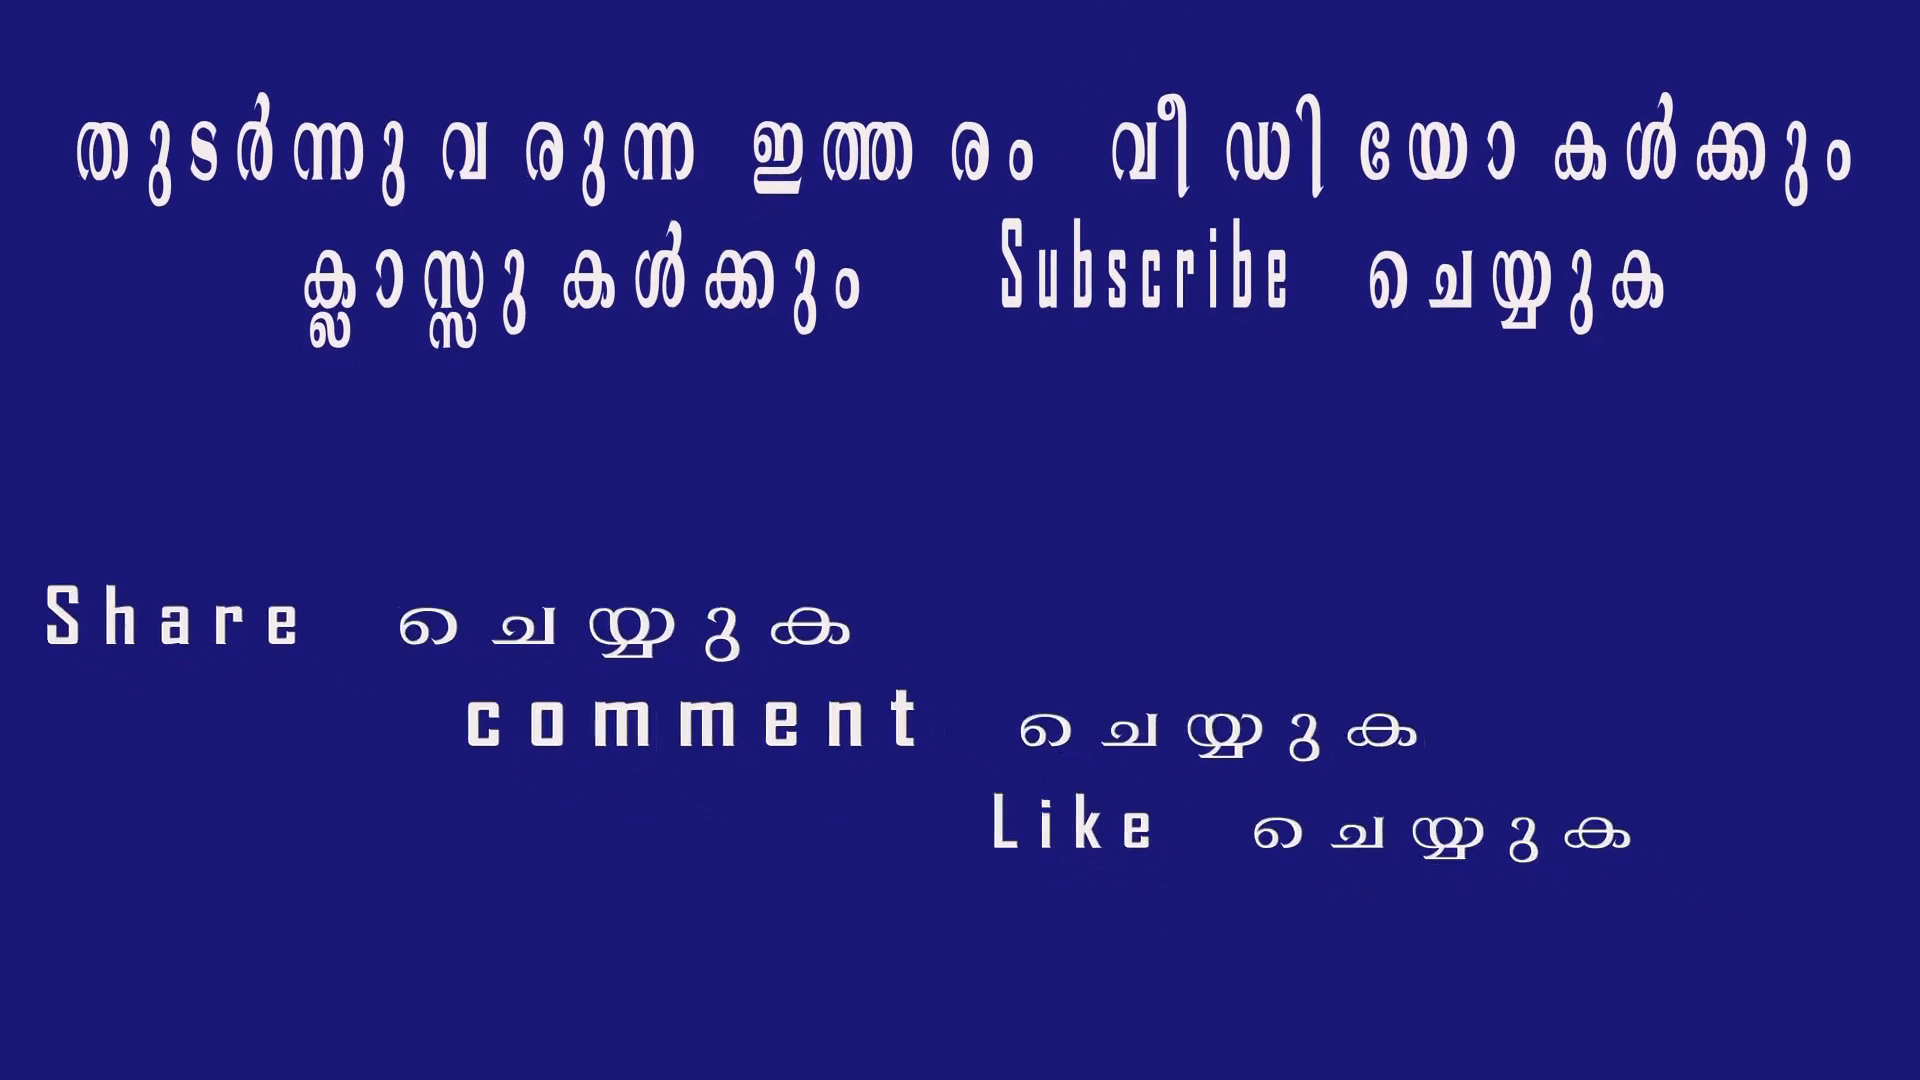 തുടർന്നുവരുന്ന ഇത്തരം വീഡിയോകൾക്കും
ക്ലാസ്സുകൾക്കും Subscribe ചെയ്യുക
Share ചെയ്യുക
comment ചെയ്യുക
Like ചെയ്യുക